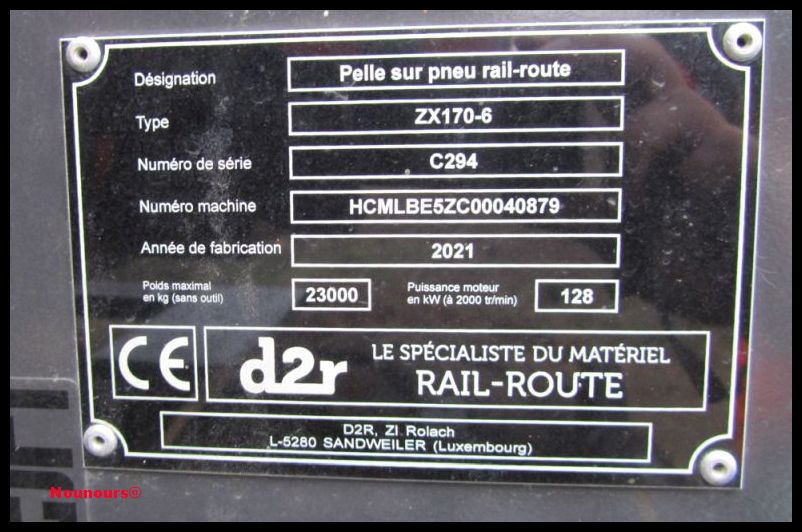 Désignation Pelle sur pneu rail-route
Type ZX170-6
Numéro de série C294
Numéro machine HCMLBE5ZC00040879
Année de fabrication 2021
Poids maximal
en kg (sans outil) 23000
Puissance moteur
en kW (à 2000 tr/min) 128
CE
d2r
LE SPÉCIALISTE DU MATÉRIEL
RAIL-ROUTE
D2R, ZI Rolach
L-5280 SANDWEILER (Luxembourg)
Nounours©